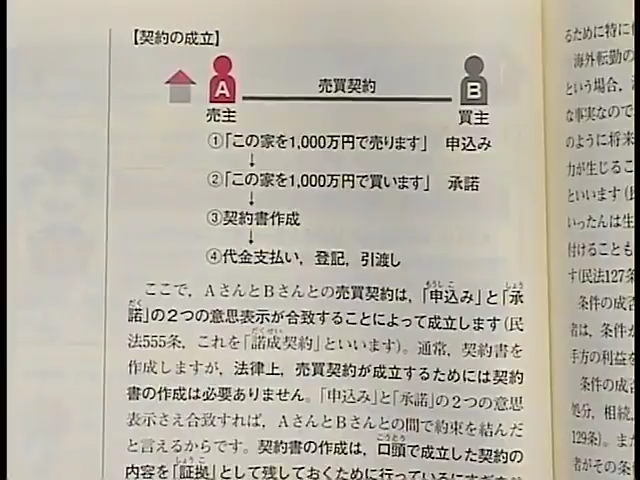 【契約の成立】
A
売買契約
B
売主
買主
①「この家を1,000万円で売ります」 申込み
↓
②「この家を1,000万円で買います」 承諾
↓
③契約書作成
↓
④代金支払い，登記，引渡し
ここで，AさんとBさんとの売買契約は，「申込み」と「承
諾」の2つの意思表示が合致することによって成立します(民
法555条，これを「諾成契約」といいます)。通常，契約書を
作成しますが，法律上，売買契約が成立するためには契約
書の作成は必要ありません。「申込み」と「承諾」の2つの意思
表示さえ合致すれば，AさんとBさんとの間で約束を結んだ
と言えるからです。契約書の作成は，口頭で成立した契約の
内容を「証拠」として残しておくために行っているにすぎ
るために特に
海外転勤の
という場合，
な事実なので
のように将来
力が生じるこ
といいます(
いったんは生
付けることも
す(民法127条
条件の成否
者は，条件が
手方の利益を
条件の成否
処分，相続，
129条)。また
者がその条